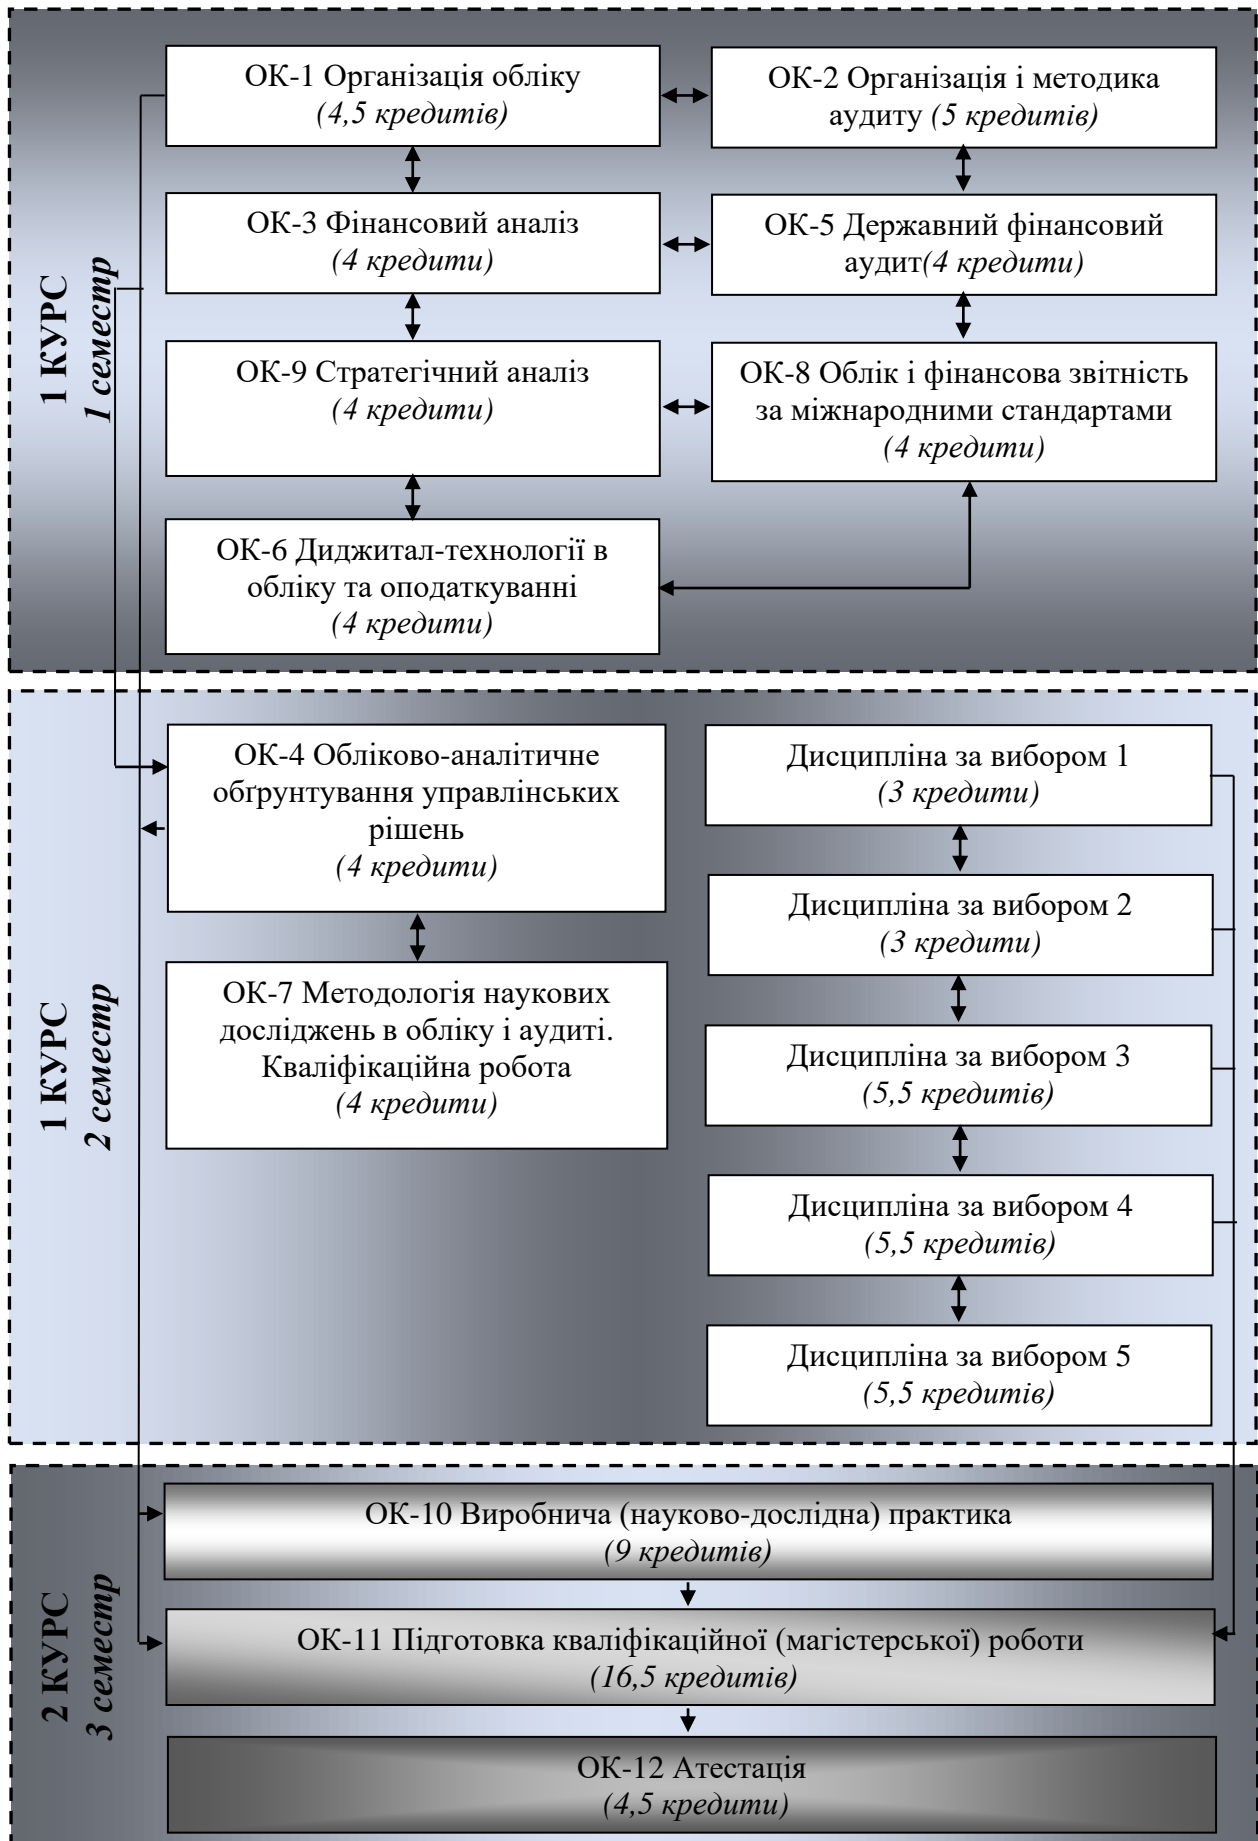 1 КУРС
1 семестр
ОК-1 Організація обліку
(4,5 кредитів)
ОК-2 Організація і методика
аудиту (5 кредитів)
ОК-3 Фінансовий аналіз
(4 кредити)
ОК-5 Державний фінансовий
аудит(4 кредити)
ОК-9 Стратегічний аналіз
(4 кредити)
ОК-8 Облік і фінансова звітність
за міжнародними стандартами
(4 кредити)
ОК-6 Диджитал-технології в
обліку та оподаткуванні
(4 кредити)
1 КУРС
2 семестр
ОК-4 Обліково-аналітичне
обґрунтування управлінських
рішень
(4 кредити)
ОК-7 Методологія наукових
досліджень в обліку і аудиті.
Кваліфікаційна робота
(4 кредити)
Дисципліна за вибором 1
(3 кредити)
Дисципліна за вибором 2
(3 кредити)
Дисципліна за вибором 3
(5,5 кредитів)
Дисципліна за вибором 4
(5,5 кредитів)
Дисципліна за вибором 5
(5,5 кредитів)
2 КУРС
3 семестр
ОК-10 Виробнича (науково-дослідна) практика
(9 кредитів)
ОК-11 Підготовка кваліфікаційної (магістерської) роботи
(16,5 кредитів)
ОК-12 Атестація
(4,5 кредити)